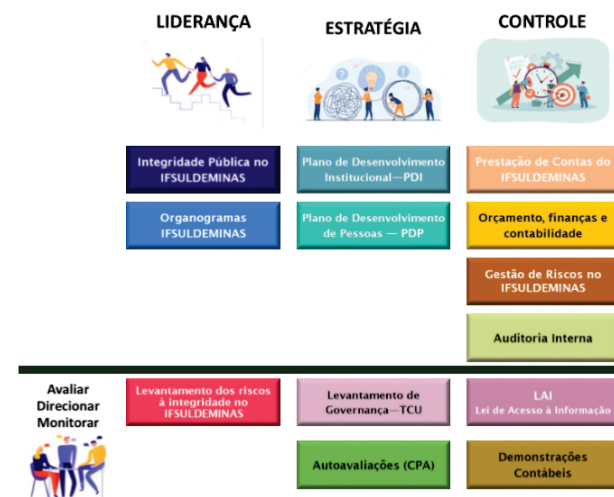 LIDERANÇA
ESTRATÉGIA
CONTROLE
Integridade Pública no
IFSULDEMINAS
Plano de Desenvolvimento
Institucional—PDI
Prestação de Contas do
IFSULDEMINAS
Organogramas
IFSULDEMINAS
Plano de Desenvolvimento
de Pessoas — PDP
Orçamento, finanças e
contabilidade
Gestão de Riscos no
IFSULDEMINAS
Auditoria Interna
Avaliar
Direcionar
Monitorar
Levantamento dos riscos
à integridade no
IFSULDEMINAS
Levantamento de
Governança—TCU
LAI
Lei de Acesso à Informação
Autoavaliações (CPA)
Demonstrações
Contábeis